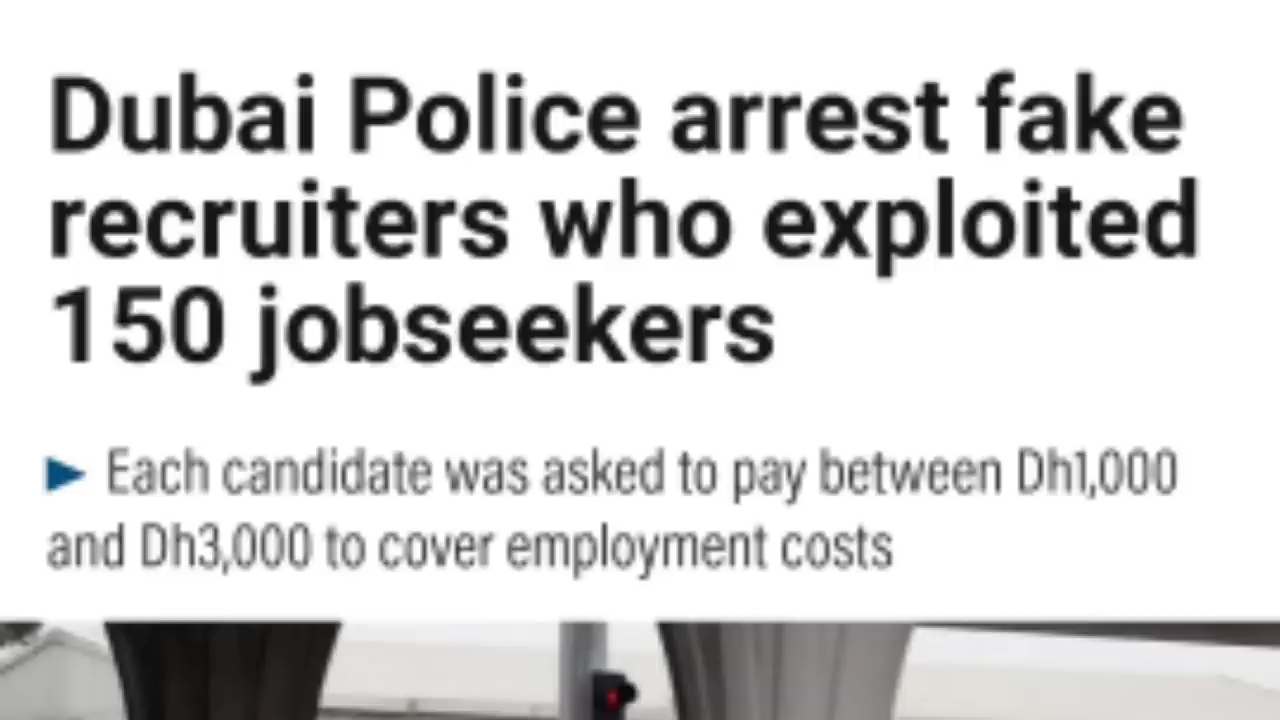 Dubai Police arrest fake
recruiters who exploited
150 jobseekers
Each candidate was asked to pay between Dh1,000
and Dh3,000 to cover employment costs